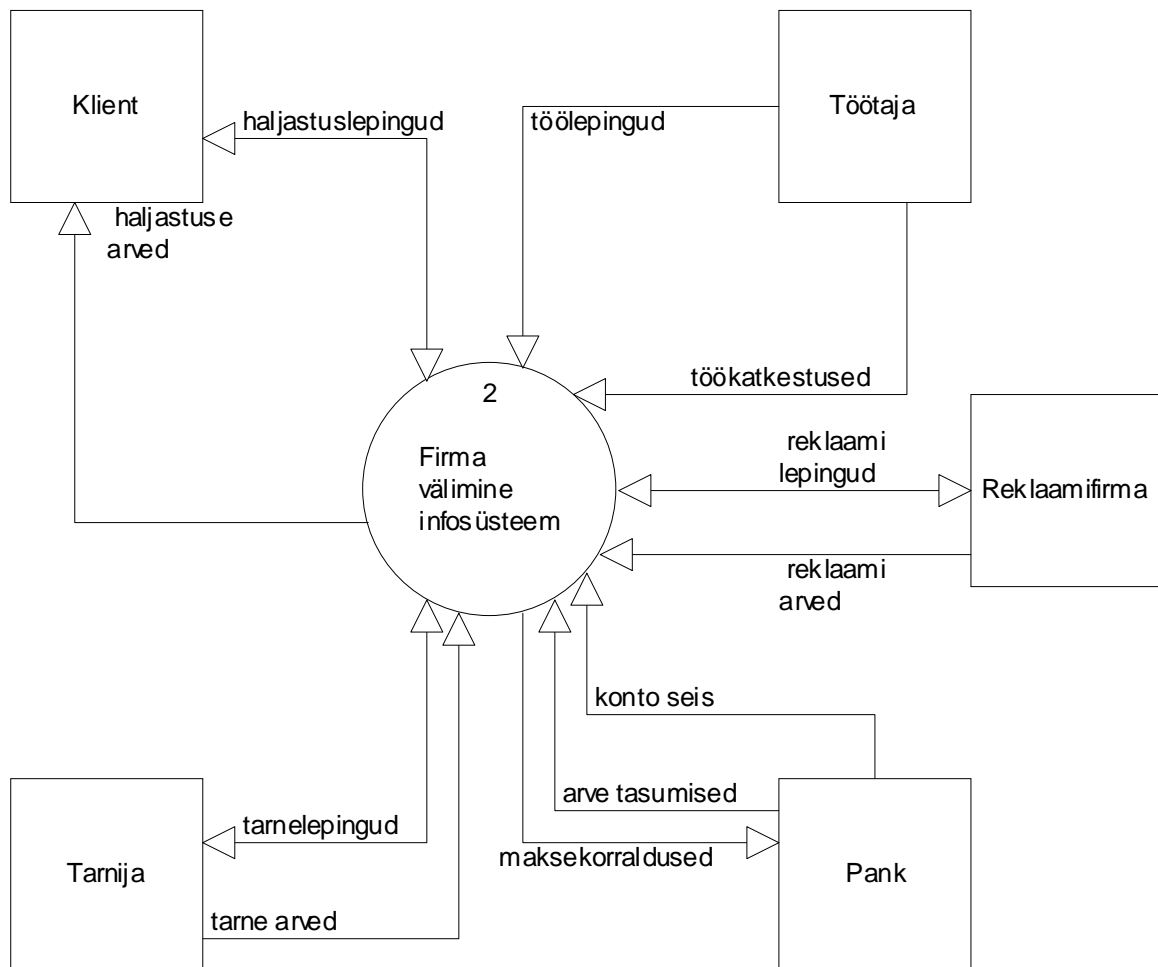 Klient
Töötaja
haljastuslepingud
töölepingud
haljastuse
arved
töökatkestused
2
Firma
välimine
infosüsteem
reklaami
lepingud
Reklaamifirma
reklaami
arved
konto seis
arve tasumised
tarnelepingud
maksekorraldused
Tarnija
Pank
tarne arved